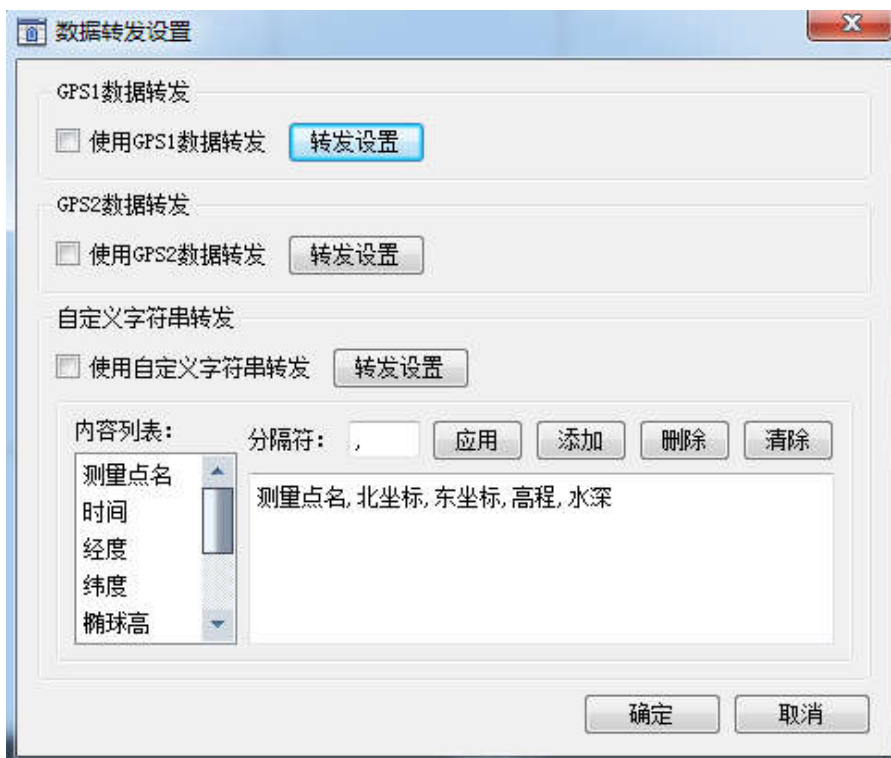 数据转发设置
GPS1数据转发
使用GPS1数据转发 转发设置
GPS2数据转发
使用GPS2数据转发 转发设置
自定义字符串转发
使用自定义字符串转发 转发设置
内容列表： 分隔符： , 应用 添加 删除 清除
测量点名
时间
经度
纬度
椭球高
测量点名,北坐标,东坐标,高程,水深
确定 取消